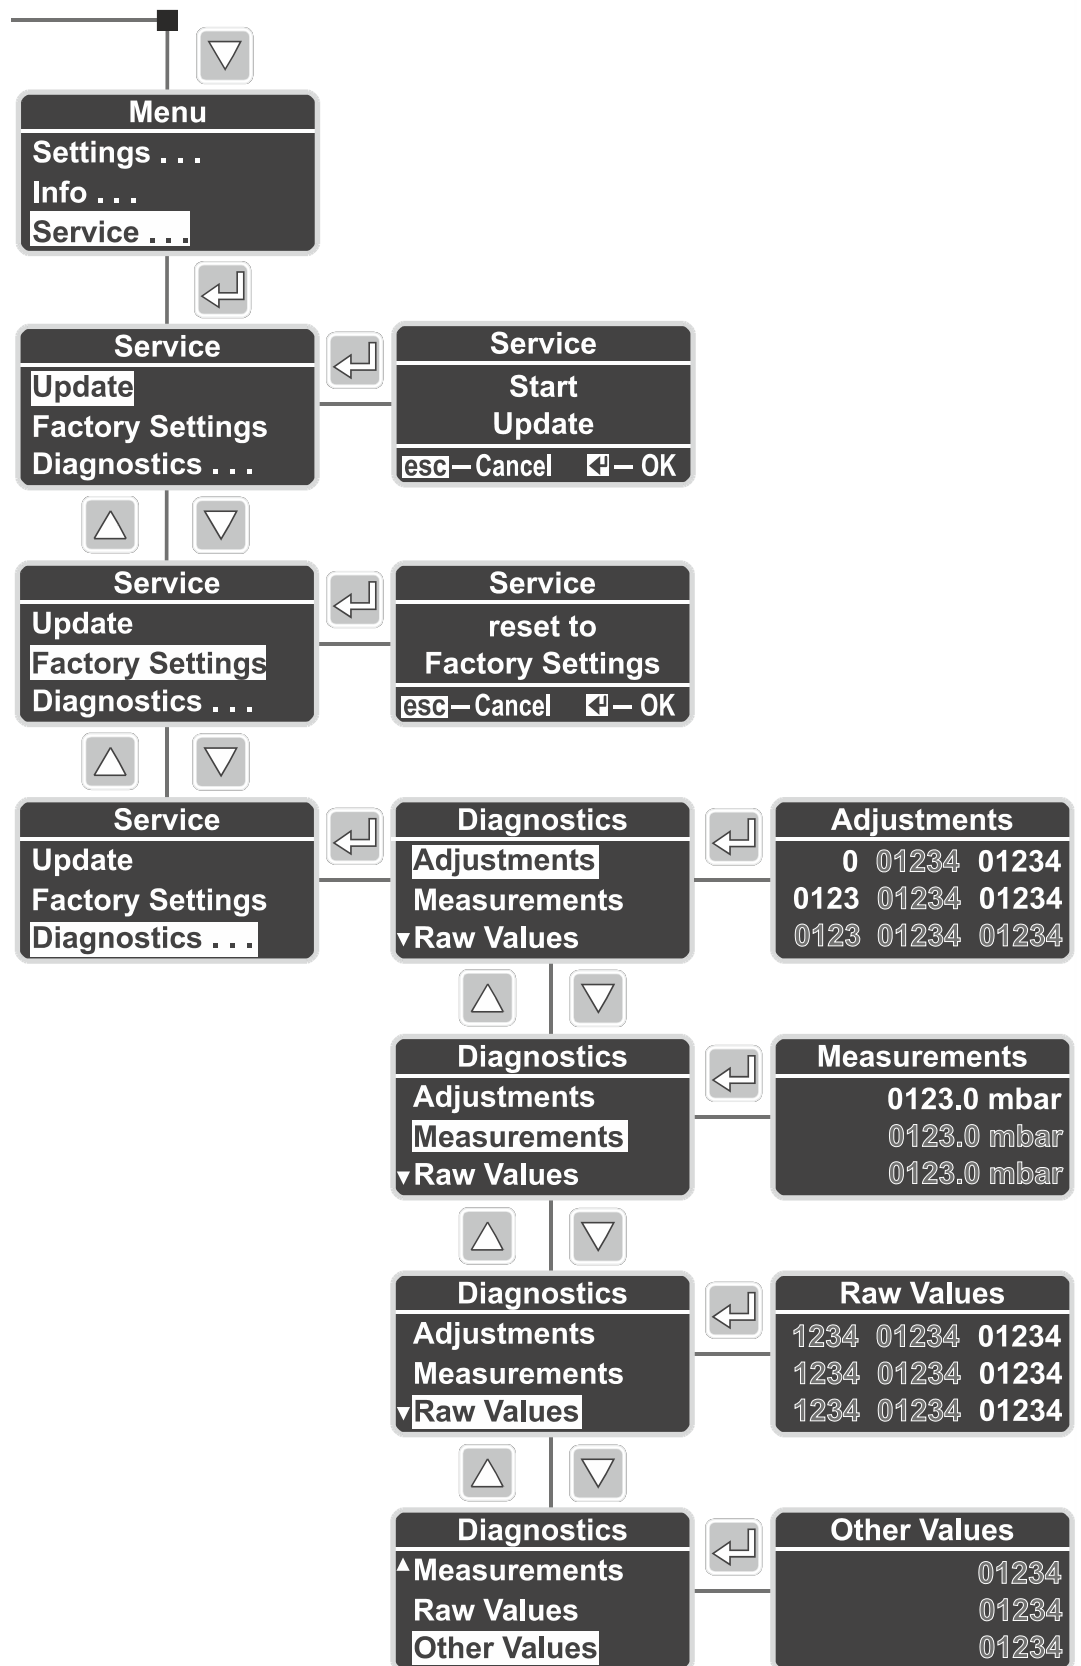 Menu
Settings . . .
Info . . .
Service . . .
Service
Update
Factory Settings
Diagnostics . . .
Service
Start
Update
esc – Cancel – OK
Service
Update
Factory Settings
Diagnostics . . .
Service
reset to
Factory Settings
esc – Cancel – OK
Service
Update
Factory Settings
Diagnostics . . .
Diagnostics
Adjustments
Measurements
Raw Values
Adjustments
0 01234 01234
0123 01234 01234
0123 01234 01234
Diagnostics
Adjustments
Measurements
Raw Values
Measurements
0123.0 mbar
0123.0 mbar
0123.0 mbar
Diagnostics
Adjustments
Measurements
Raw Values
Raw Values
1234 01234 01234
1234 01234 01234
1234 01234 01234
Diagnostics
Measurements
Raw Values
Other Values
Other Values
01234
01234
01234